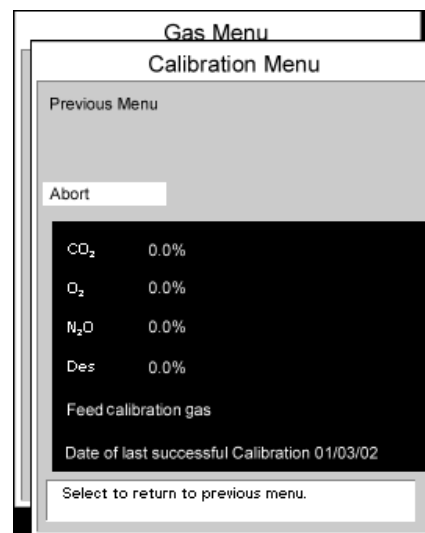 Gas Menu
Calibration Menu
Previous Menu
Abort
CO₂ 0.0%
O₂ 0.0%
N₂O 0.0%
Des 0.0%
Feed calibration gas
Date of last successful Calibration 01/03/02
Select to return to previous menu.